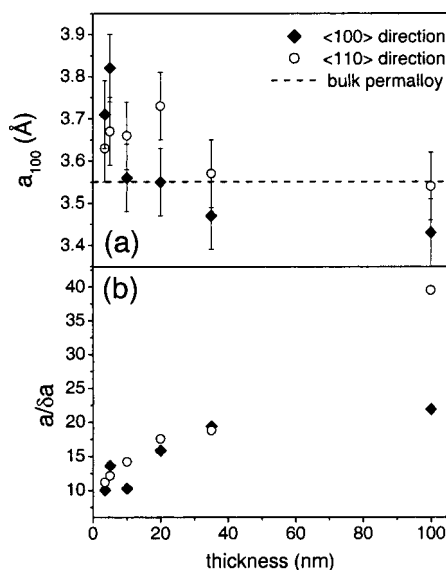 3.9
3.8
3.7
3.6
3.5
3.4
a₁₀₀ (Å)
<100> direction
<110> direction
bulk permalloy
(a)
(b)
40
35
30
25
20
15
10
a/δa
0 20 40 60 80 100
thickness (nm)